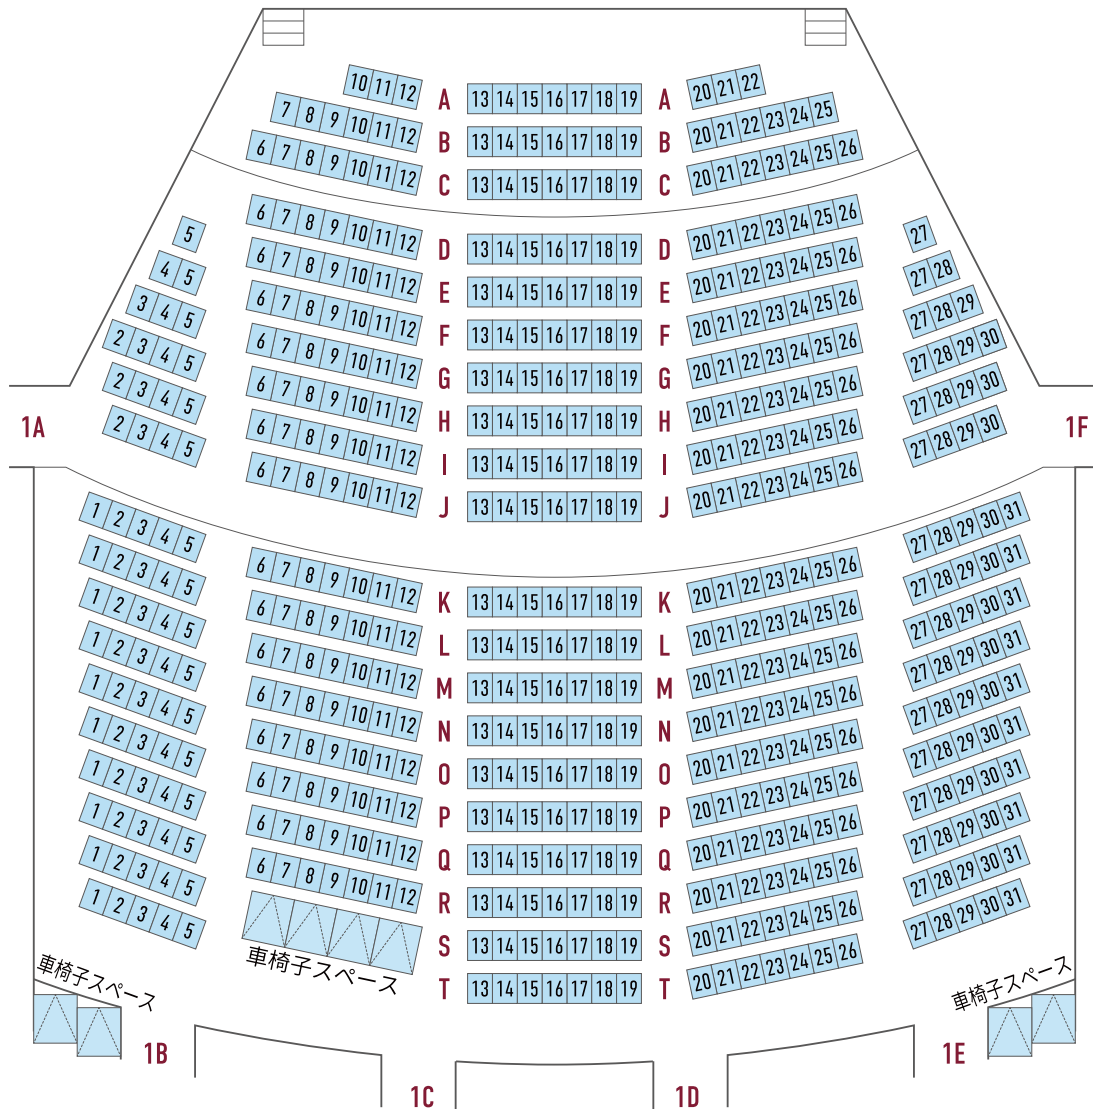 10 11 12 A 13 14 15 16 17 18 19 A 20 21 22
7 8 9 10 11 12 B 13 14 15 16 17 18 19 B 20 21 22 23 24 25
6 7 8 9 10 11 12 C 13 14 15 16 17 18 19 C 20 21 22 23 24 25 26
5 6 7 8 9 10 11 12 D 13 14 15 16 17 18 19 D 20 21 22 23 24 25 26 27
4 5 6 7 8 9 10 11 12 E 13 14 15 16 17 18 19 E 20 21 22 23 24 25 26 27 28
3 4 5 6 7 8 9 10 11 12 F 13 14 15 16 17 18 19 F 20 21 22 23 24 25 26 27 28 29
2 3 4 5 6 7 8 9 10 11 12 G 13 14 15 16 17 18 19 G 20 21 22 23 24 25 26 27 28 29 30
2 3 4 5 6 7 8 9 10 11 12 H 13 14 15 16 17 18 19 H 20 21 22 23 24 25 26 27 28 29 30
1A
1F
2 3 4 5 6 7 8 9 10 11 12 I 13 14 15 16 17 18 19 I 20 21 22 23 24 25 26 27 28 29 30
6 7 8 9 10 11 12 J 13 14 15 16 17 18 19 J 20 21 22 23 24 25 26
1 2 3 4 5 6 7 8 9 10 11 12 K 13 14 15 16 17 18 19 K 20 21 22 23 24 25 26 27 28 29 30 31
1 2 3 4 5 6 7 8 9 10 11 12 L 13 14 15 16 17 18 19 L 20 21 22 23 24 25 26 27 28 29 30 31
1 2 3 4 5 6 7 8 9 10 11 12 M 13 14 15 16 17 18 19 M 20 21 22 23 24 25 26 27 28 29 30 31
1 2 3 4 5 6 7 8 9 10 11 12 N 13 14 15 16 17 18 19 N 20 21 22 23 24 25 26 27 28 29 30 31
1 2 3 4 5 6 7 8 9 10 11 12 O 13 14 15 16 17 18 19 O 20 21 22 23 24 25 26 27 28 29 30 31
1 2 3 4 5 6 7 8 9 10 11 12 P 13 14 15 16 17 18 19 P 20 21 22 23 24 25 26 27 28 29 30 31
1 2 3 4 5 6 7 8 9 10 11 12 Q 13 14 15 16 17 18 19 Q 20 21 22 23 24 25 26 27 28 29 30 31
1 2 3 4 5 6 7 8 9 10 11 12 R 13 14 15 16 17 18 19 R 20 21 22 23 24 25 26 27 28 29 30 31
1 2 3 4 5 S 13 14 15 16 17 18 19 S 20 21 22 23 24 25 26 27 28 29 30 31
1 2 3 4 5 T 13 14 15 16 17 18 19 T 20 21 22 23 24 25 26 27 28 29 30 31
車椅子スペース
車椅子スペース
車椅子スペース
1B
1E
1C
1D